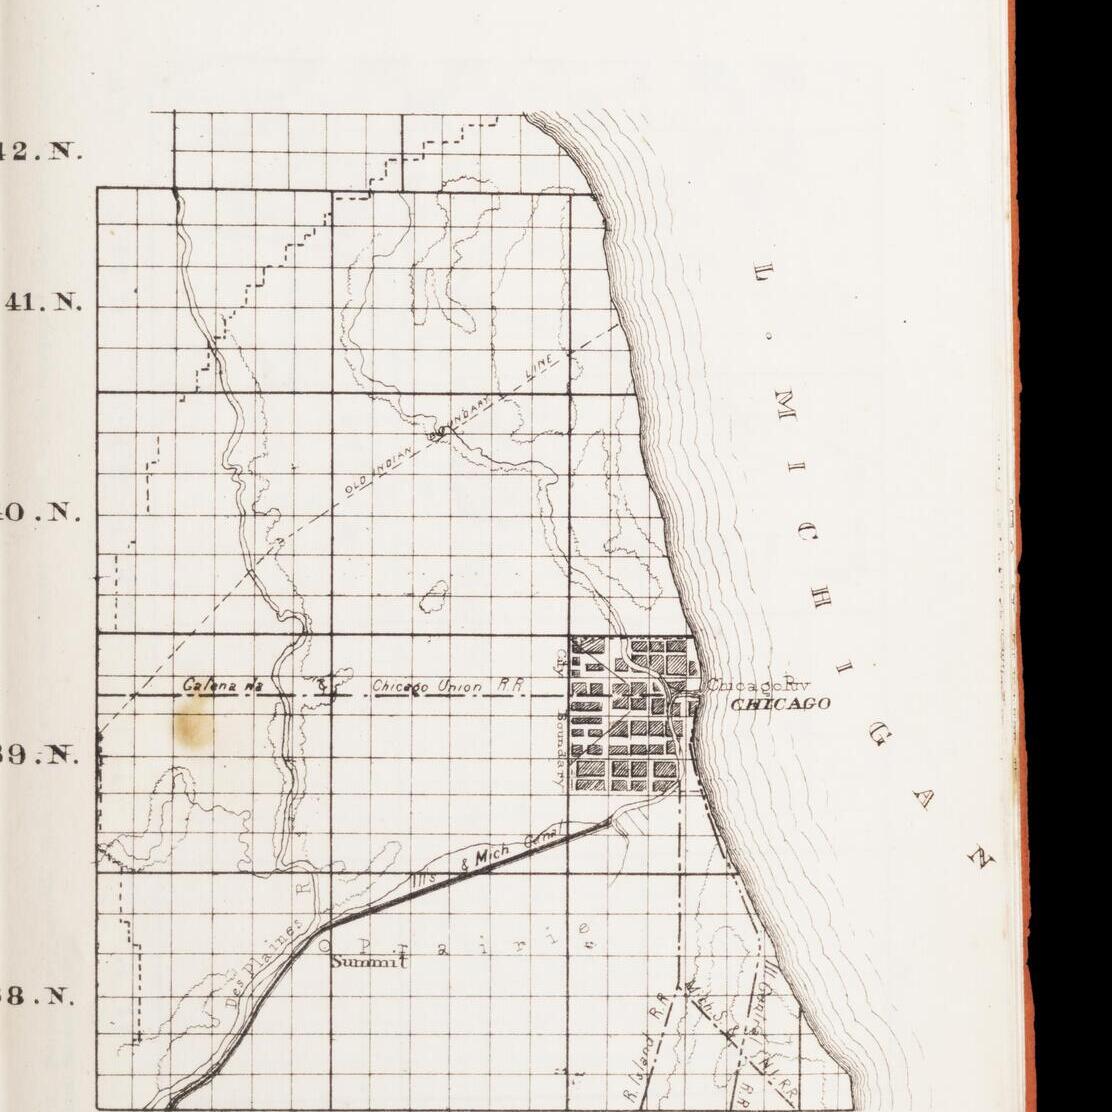 42. N.
41. N.
40. N.
39. N.
38. N.
L. MICHIGAN
OLD INDIAN BOUNDARY LINE
Galena & Chicago Union R R
City Boundary
Chicago Riv
CHICAGO
Ills & Mich Canal
Des Plaines R
Prairie
Summit
R. Island R R
Mich S & N I. R.R
Ill Central R R